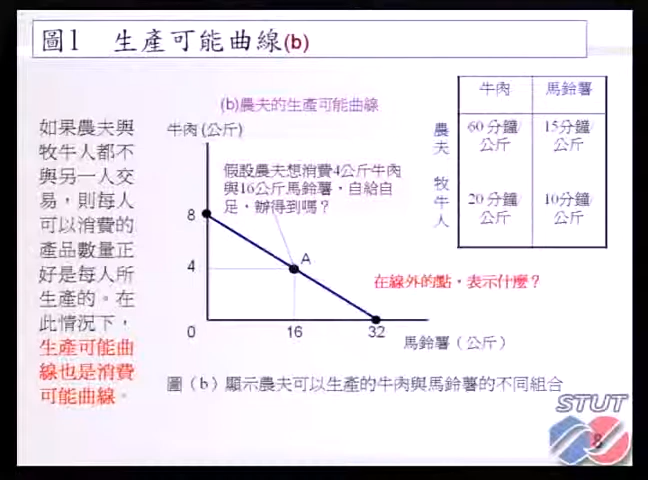 圖1 生產可能曲線(b)
如果農夫與
牧牛人都不
與另一人交
易，則每人
可以消費的
產品數量正
好是每人所
生產的。在
此情況下，
生產可能曲
線也是消費
可能曲線。
(b)農夫的生產可能曲線
牛肉(公斤)
假設農夫想消費4公斤牛肉
與16公斤馬鈴薯，自給自
足，辦得到嗎？
8
4
0
A
16
32
馬鈴薯（公斤）
在線外的點，表示什麼？
牛肉 馬鈴薯
農夫 60分鐘/公斤 15分鐘/公斤
牧牛人 20分鐘/公斤 10分鐘/公斤
圖（b）顯示農夫可以生產的牛肉與馬鈴薯的不同組合
STUT
8